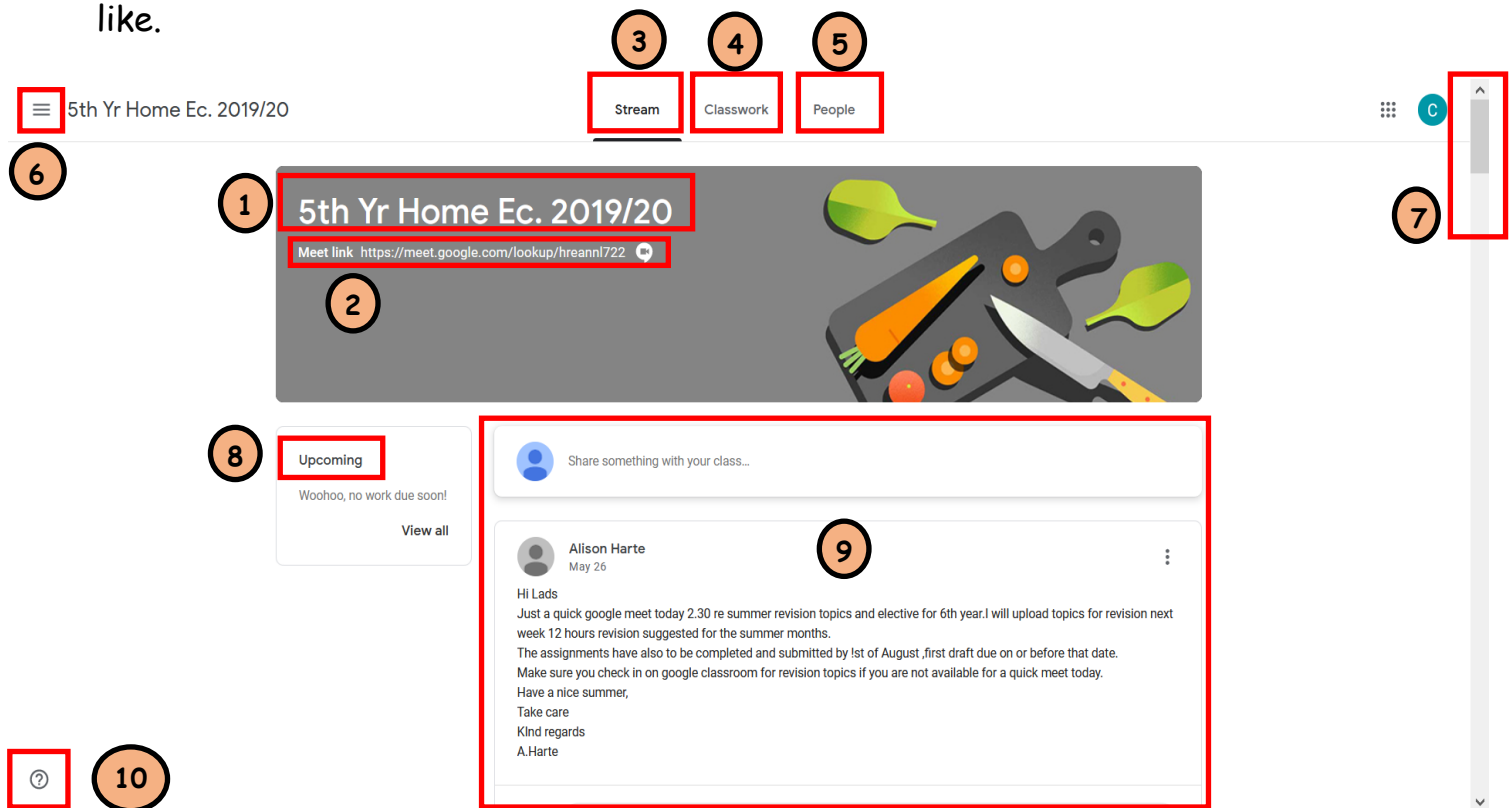 like.
3 4 5
5th Yr Home Ec. 2019/20 Stream Classwork People C
6
1 5th Yr Home Ec. 2019/20
7
Meet link https://meet.google.com/lookup/hreannl722
2
8 Upcoming
Woohoo, no work due soon!
View all
Share something with your class...
9
Alison Harte
May 26
Hi Lads
Just a quick google meet today 2.30 re summer revision topics and elective for 6th year.I will upload topics for revision next
week 12 hours revision suggested for the summer months.
The assignments have also to be completed and submitted by !st of August ,first draft due on or before that date.
Make sure you check in on google classroom for revision topics if you are not available for a quick meet today.
Have a nice summer,
Take care
KInd regards
A.Harte
? 10